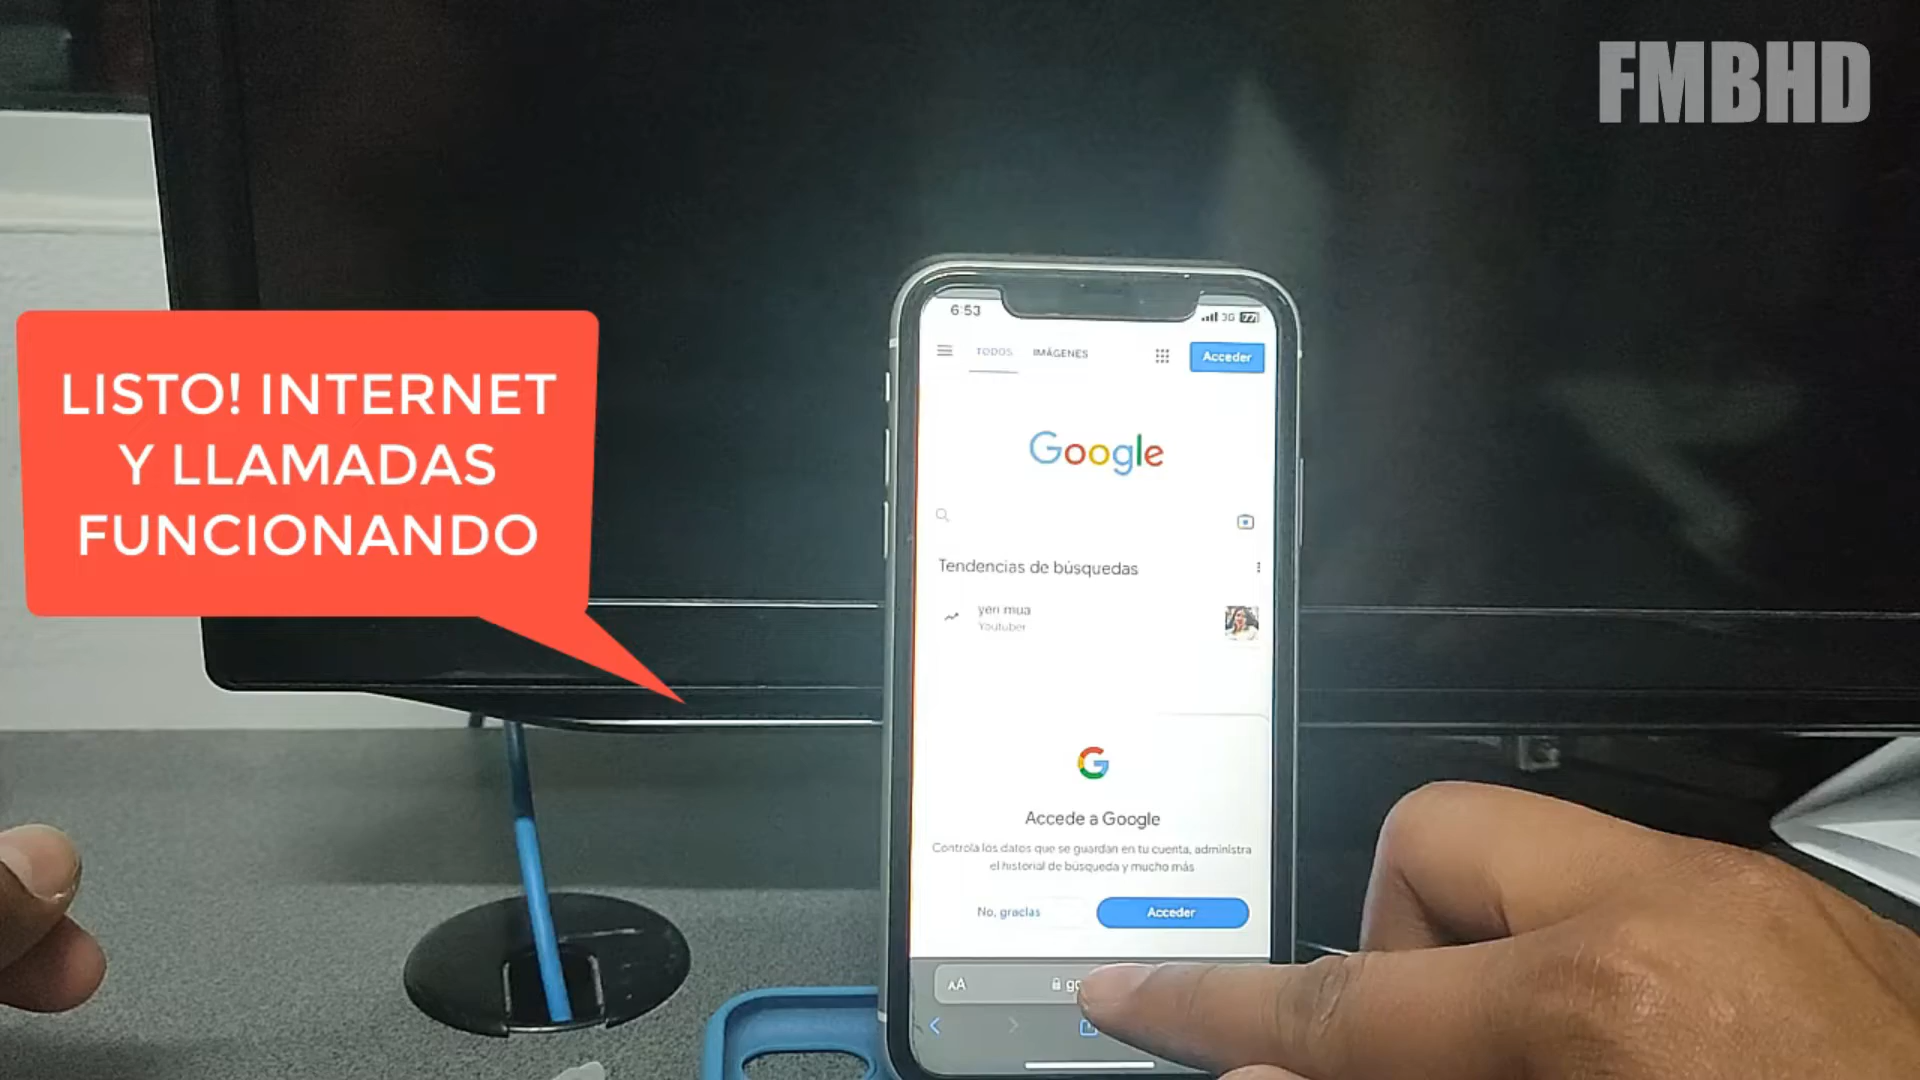 FMBHD
LISTO! INTERNET
Y LLAMADAS
FUNCIONANDO
6:53
3G 77
TODOS IMÁGENES
Acceder
Google
Tendencias de búsquedas
yeri mua
Youtuber
G
Accede a Google
Controla los datos que se guardan en tu cuenta, administra
el historial de búsqueda y mucho más
No, gracias Acceder
AA